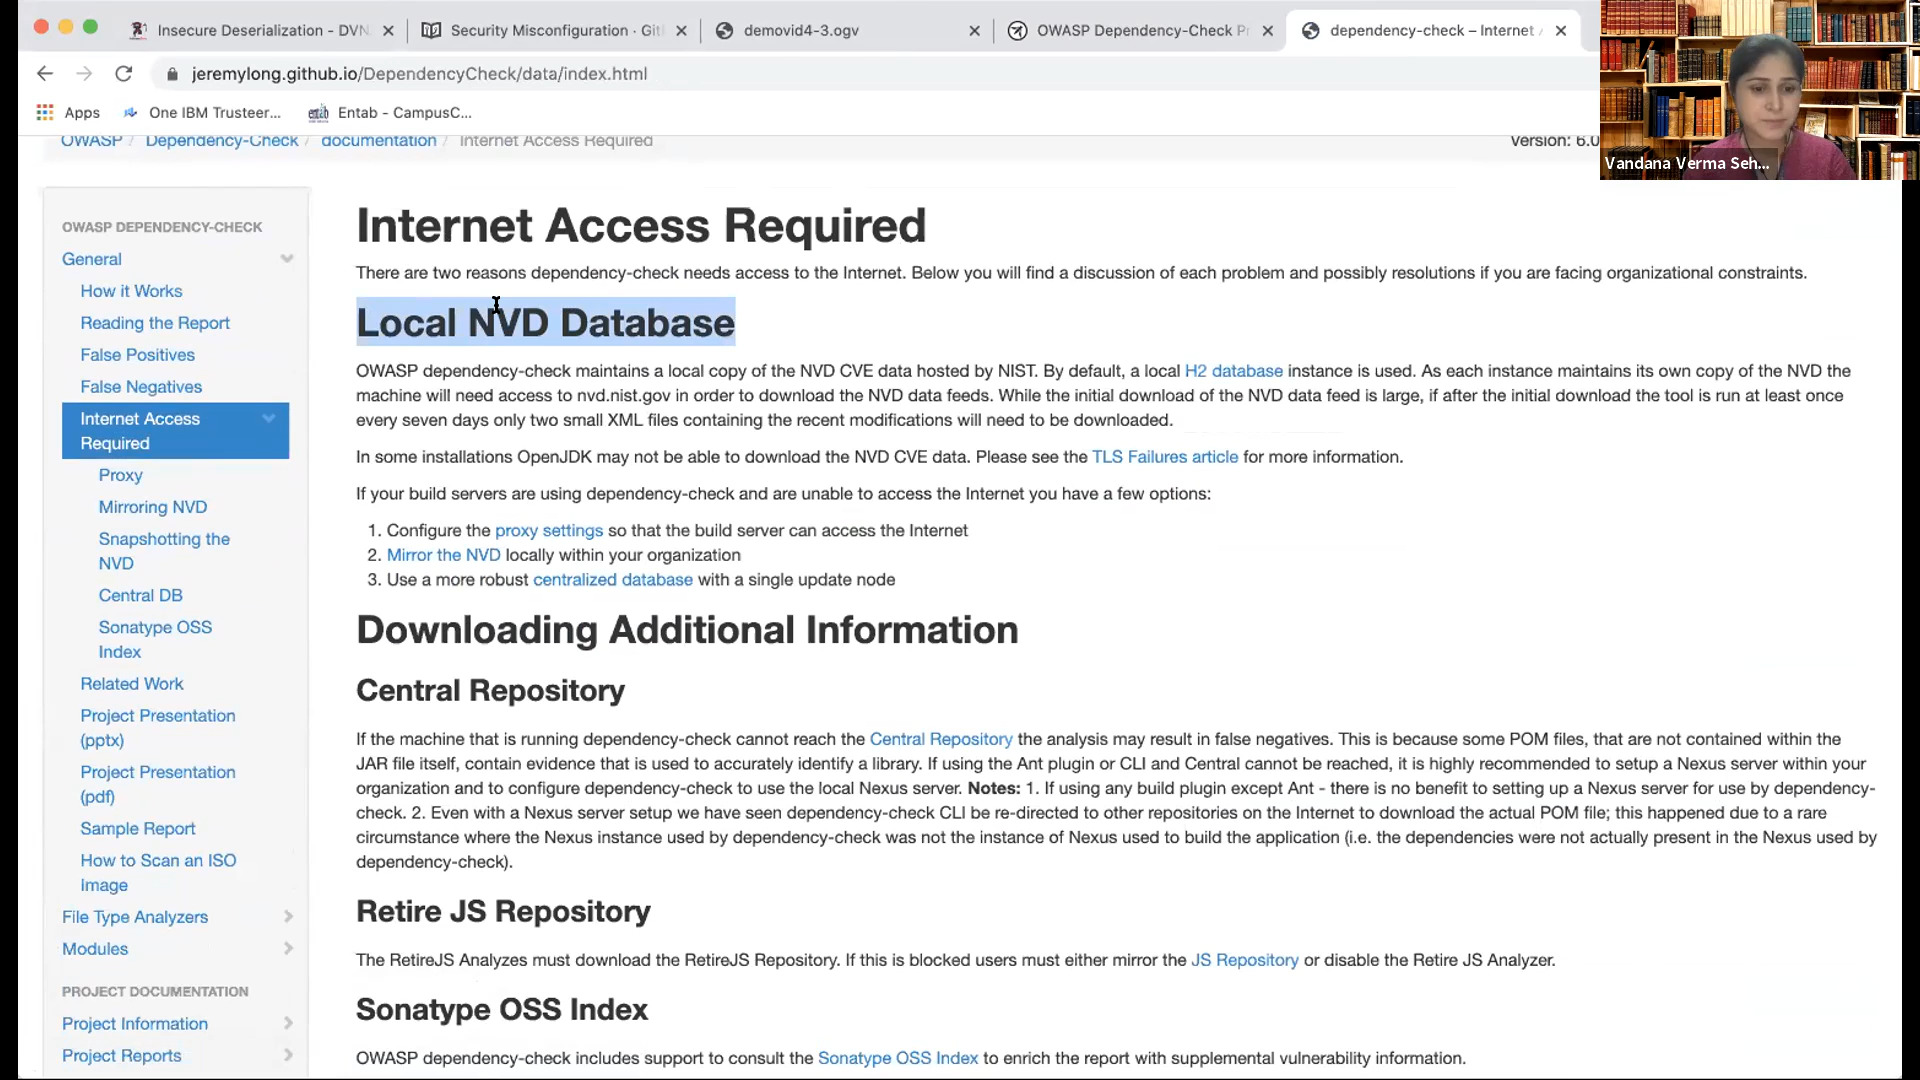 Insecure Deserialization - DVN
Security Misconfiguration · Git
demovid4-3.ogv
OWASP Dependency-Check Pr
dependency-check – Internet A
jeremylong.github.io/DependencyCheck/data/index.html
Apps
One IBM Trusteer...
Entab - CampusC...
Vandana Verma Seh...
OWASP / Dependency-Check / documentation / Internet Access Required
Version: 6.0
OWASP DEPENDENCY-CHECK
General
How it Works
Reading the Report
False Positives
False Negatives
Internet Access
Required
Proxy
Mirroring NVD
Snapshotting the
NVD
Central DB
Sonatype OSS
Index
Related Work
Project Presentation
(pptx)
Project Presentation
(pdf)
Sample Report
How to Scan an ISO
Image
File Type Analyzers
Modules
PROJECT DOCUMENTATION
Project Information
Project Reports
Internet Access Required
There are two reasons dependency-check needs access to the Internet. Below you will find a discussion of each problem and possibly resolutions if you are facing organizational constraints.
Local NVD Database
OWASP dependency-check maintains a local copy of the NVD CVE data hosted by NIST. By default, a local H2 database instance is used. As each instance maintains its own copy of the NVD the
machine will need access to nvd.nist.gov in order to download the NVD data feeds. While the initial download of the NVD data feed is large, if after the initial download the tool is run at least once
every seven days only two small XML files containing the recent modifications will need to be downloaded.
In some installations OpenJDK may not be able to download the NVD CVE data. Please see the TLS Failures article for more information.
If your build servers are using dependency-check and are unable to access the Internet you have a few options:
1. Configure the proxy settings so that the build server can access the Internet
2. Mirror the NVD locally within your organization
3. Use a more robust centralized database with a single update node
Downloading Additional Information
Central Repository
If the machine that is running dependency-check cannot reach the Central Repository the analysis may result in false negatives. This is because some POM files, that are not contained within the
JAR file itself, contain evidence that is used to accurately identify a library. If using the Ant plugin or CLI and Central cannot be reached, it is highly recommended to setup a Nexus server within your
organization and to configure dependency-check to use the local Nexus server. Notes: 1. If using any build plugin except Ant - there is no benefit to setting up a Nexus server for use by dependency-
check. 2. Even with a Nexus server setup we have seen dependency-check CLI be re-directed to other repositories on the Internet to download the actual POM file; this happened due to a rare
circumstance where the Nexus instance used by dependency-check was not the instance of Nexus used to build the application (i.e. the dependencies were not actually present in the Nexus used by
dependency-check).
Retire JS Repository
The RetireJS Analyzes must download the RetireJS Repository. If this is blocked users must either mirror the JS Repository or disable the Retire JS Analyzer.
Sonatype OSS Index
OWASP dependency-check includes support to consult the Sonatype OSS Index to enrich the report with supplemental vulnerability information.